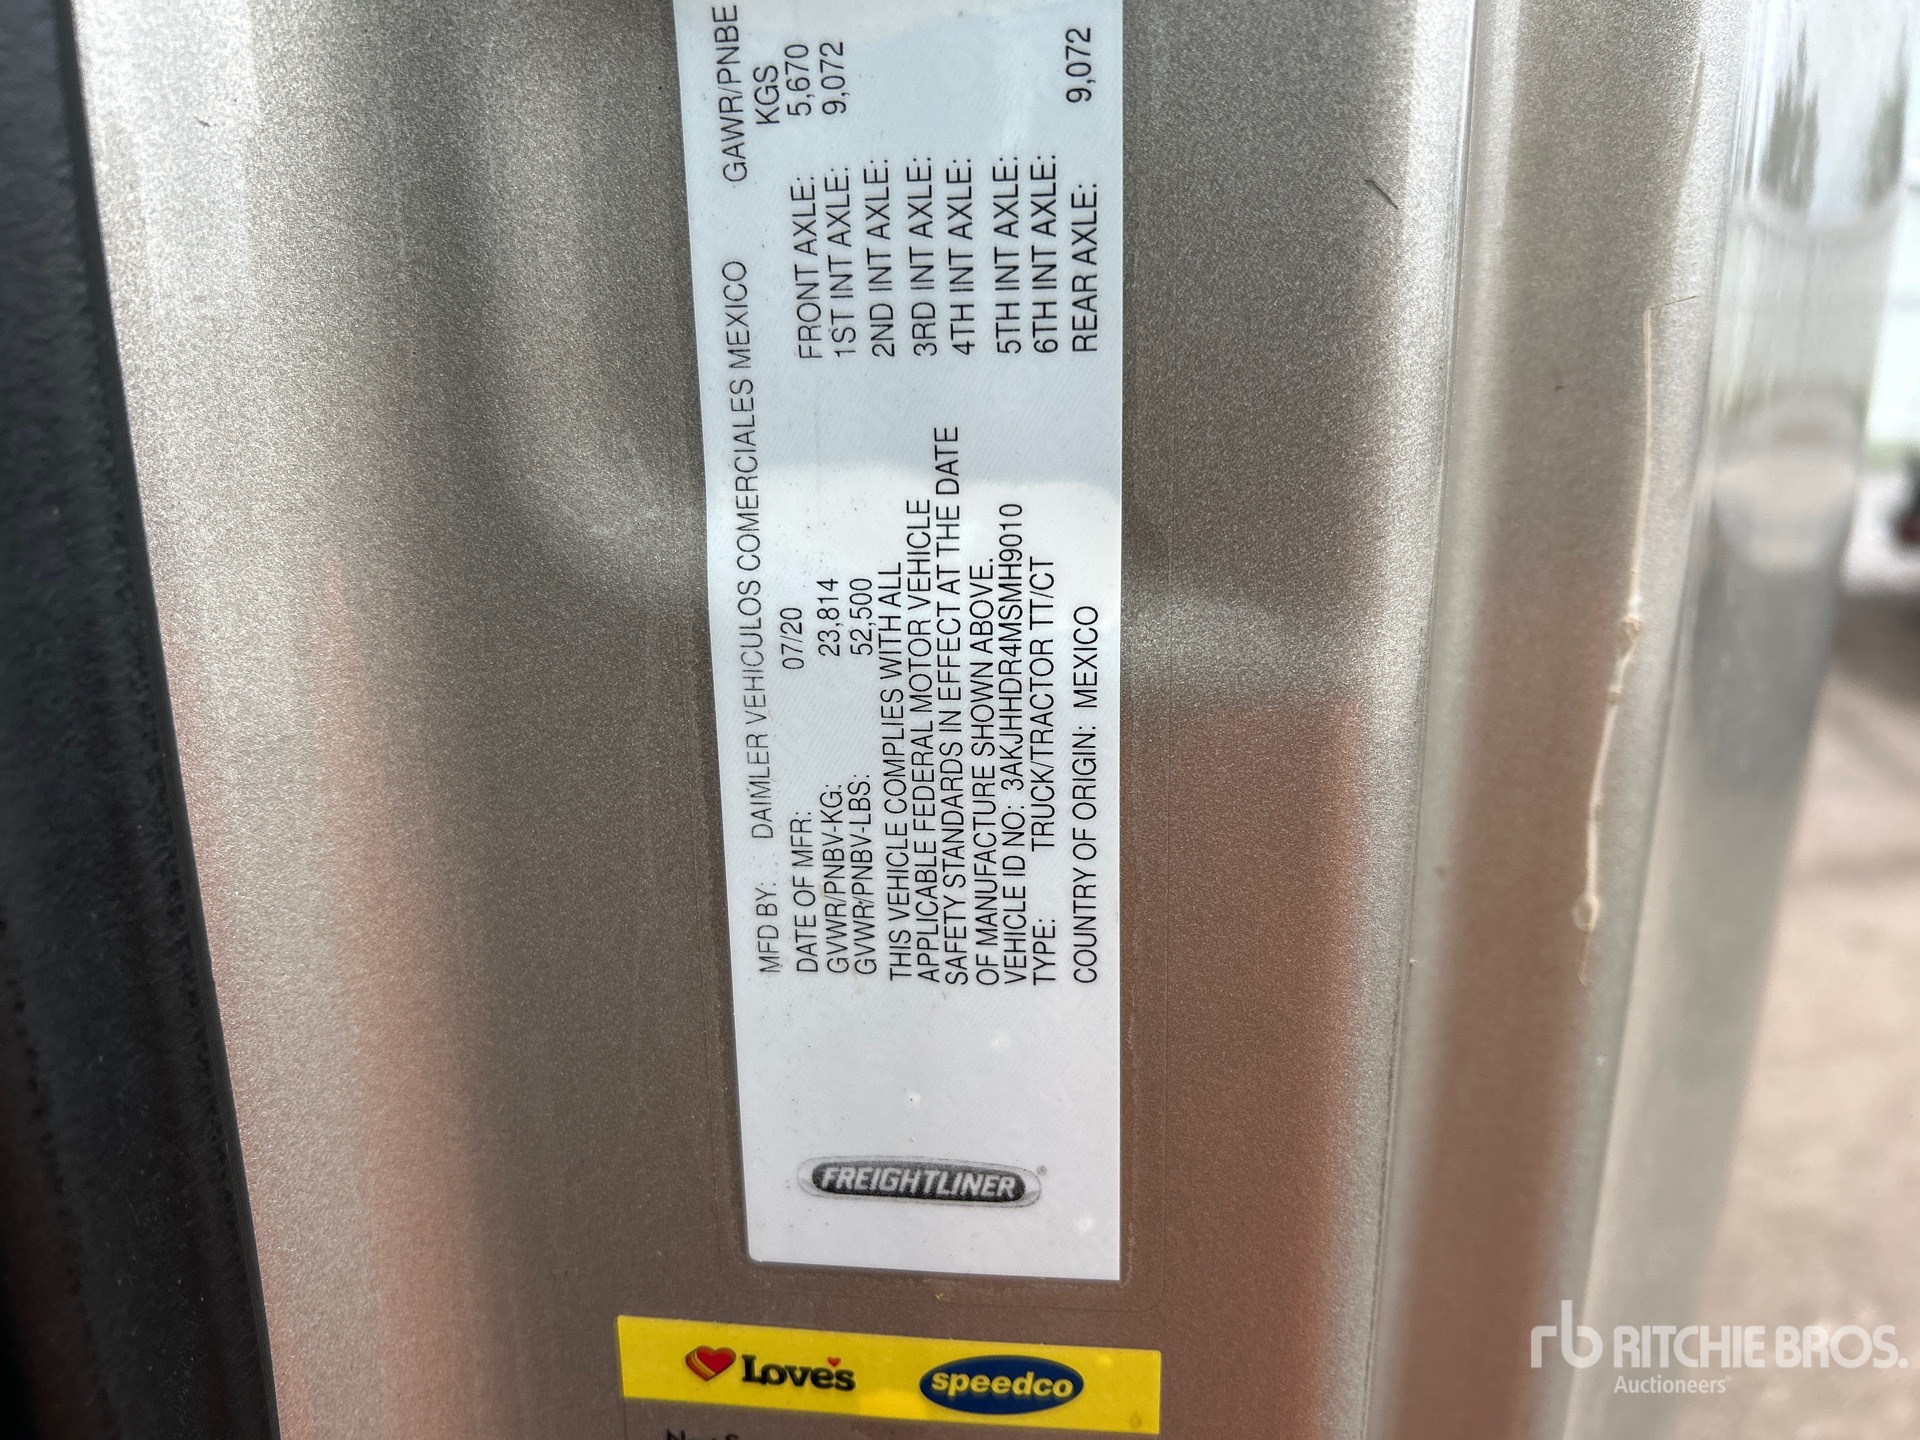 MFD BY: DAIMLER VEHICULOS COMERCIALES MEXICO GAWR/PNBE
DATE OF MFR: 07/20 KGS
GVWR/PNBV-KG: 23,814 FRONT AXLE: 5,670
GVWR/PNBV-LBS: 52,500 1ST INT AXLE: 9,072
THIS VEHICLE COMPLIES WITH ALL 2ND INT AXLE:
APPLICABLE FEDERAL MOTOR VEHICLE 3RD INT AXLE:
SAFETY STANDARDS IN EFFECT AT THE DATE 4TH INT AXLE:
OF MANUFACTURE SHOWN ABOVE. 5TH INT AXLE:
VEHICLE ID NO: 3AKJHHDR4MSMH9010 6TH INT AXLE:
TYPE: TRUCK/TRACTOR TT/CT REAR AXLE: 9,072
COUNTRY OF ORIGIN: MEXICO
FREIGHTLINER®
Love's speedco
rb RITCHIE BROS.
Auctioneers